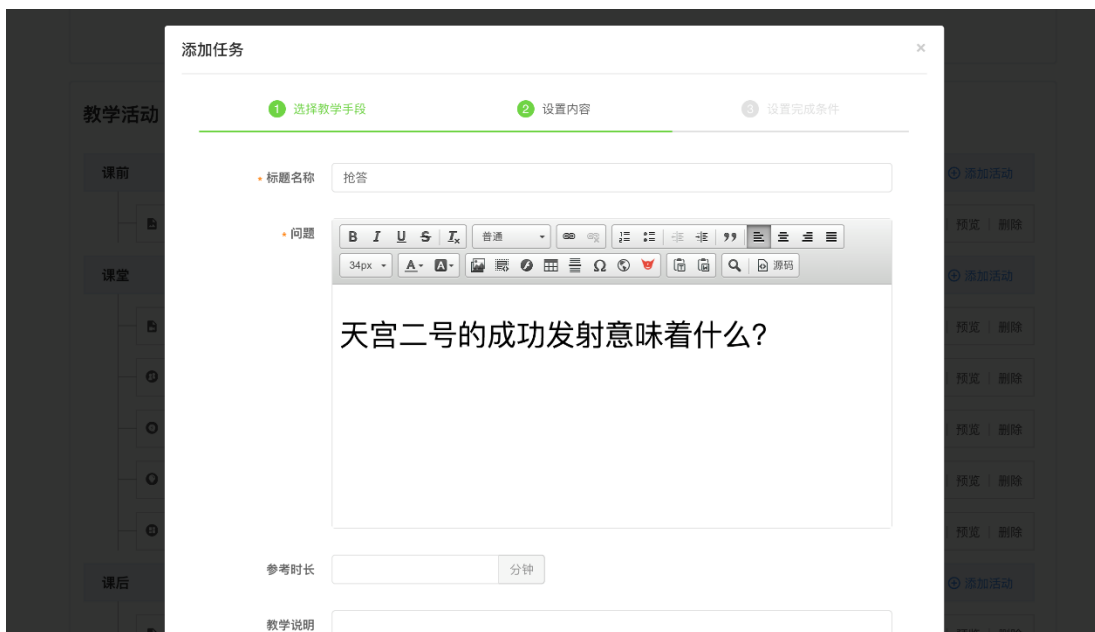 添加任务 ×
1 选择教学手段 2 设置内容 3 设置完成条件
教学活动
课前 添加活动
* 标题名称 抢答
预览 | 删除
* 问题
B I U S Ix 普通
34px A A Ω 源码
课堂 添加活动
天宫二号的成功发射意味着什么?
预览 | 删除
预览 | 删除
预览 | 删除
预览 | 删除
预览 | 删除
参考时长 分钟
课后 添加活动
教学说明